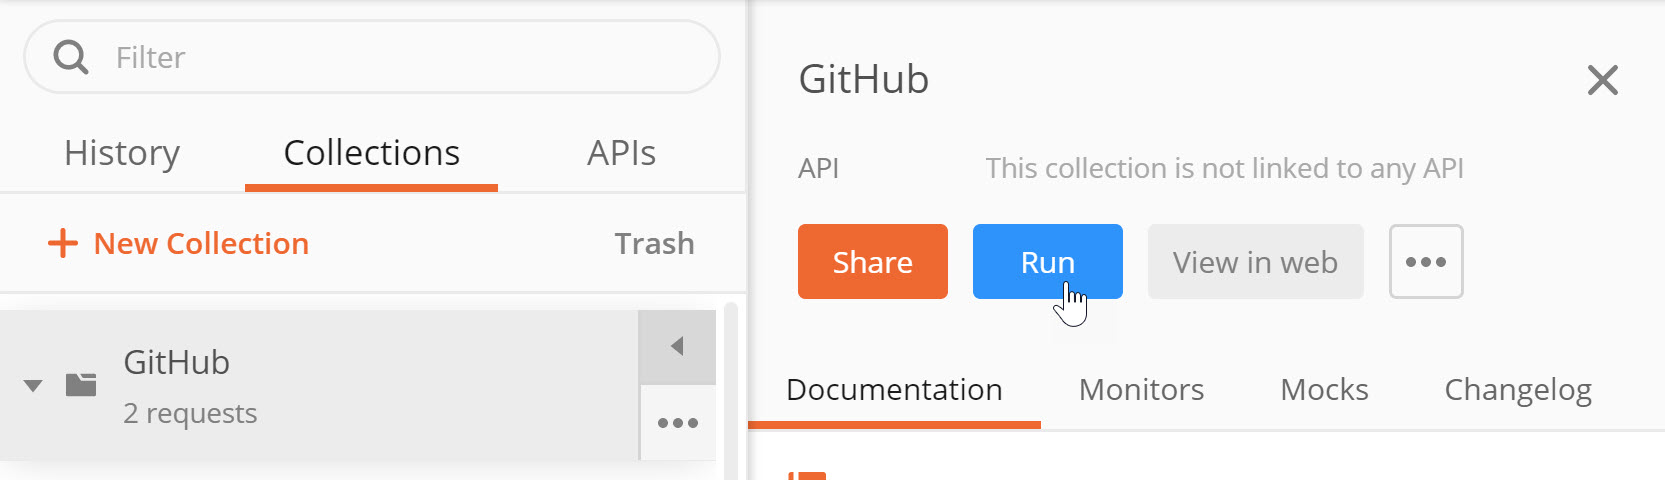 Filter
History Collections APIs
New Collection Trash
GitHub
2 requests
GitHub
API This collection is not linked to any API
Share Run View in web
Documentation Monitors Mocks Changelog